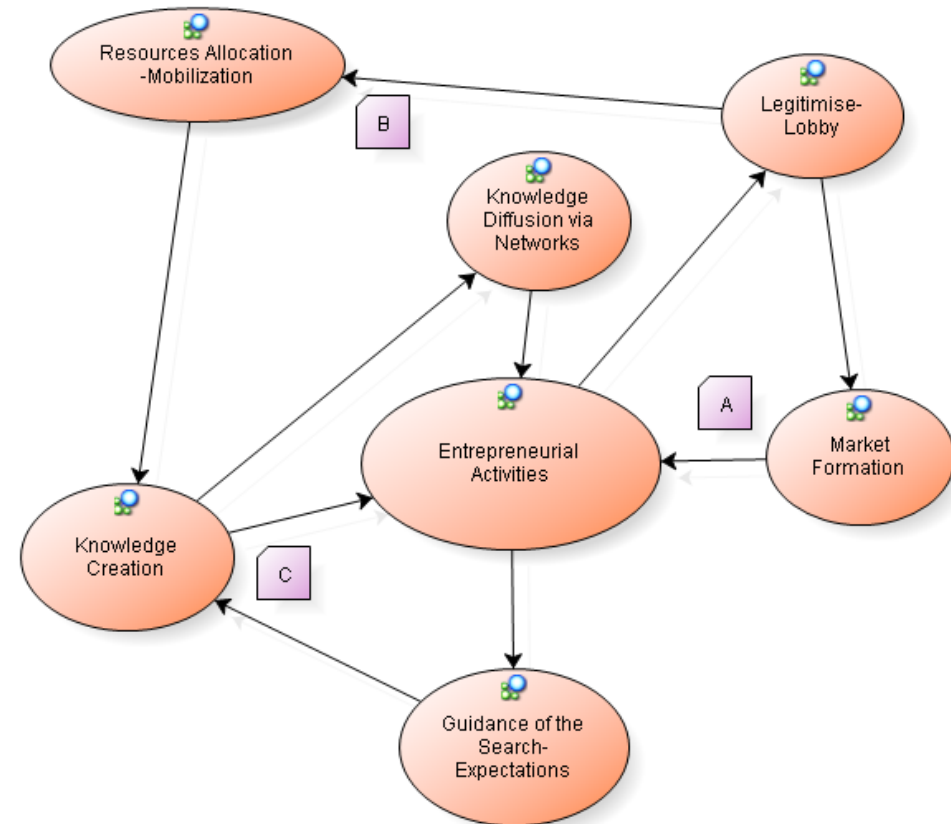 Resources Allocation
-Mobilization
Legitimise-
Lobby
B
Knowledge
Diffusion via
Networks
A
Entrepreneurial
Activities
Market
Formation
Knowledge
Creation
C
Guidance of the
Search-
Expectations